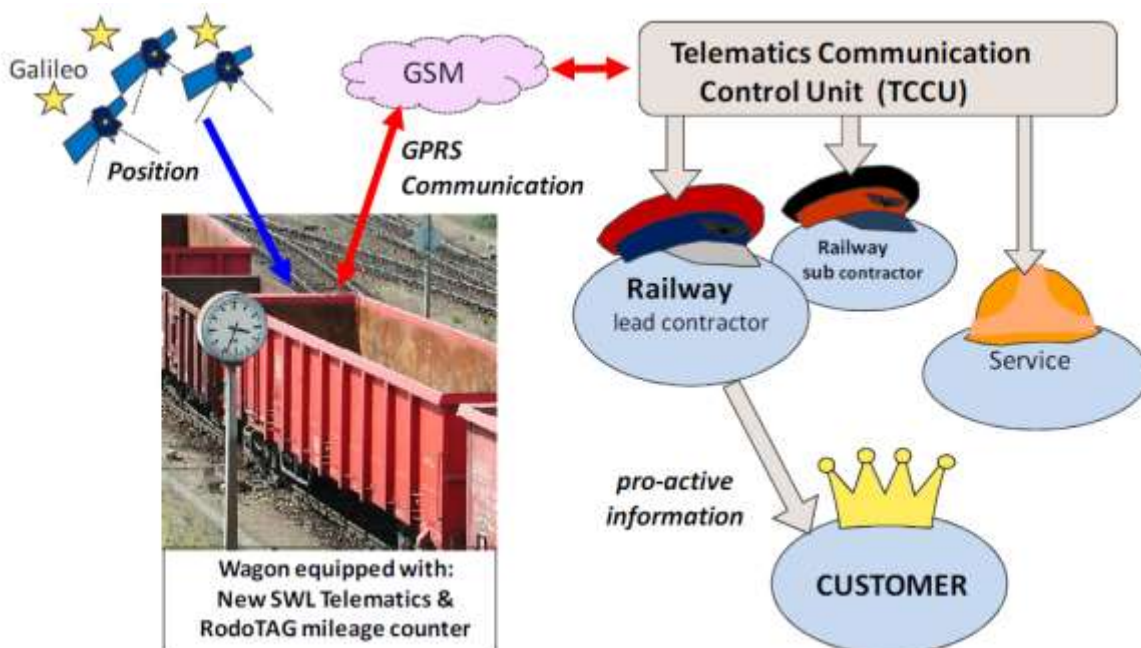 Galileo
Position
GSM
GPRS
Communication
Telematics Communication
Control Unit (TCCU)
Railway
lead contractor
Railway
sub contractor
Service
pro-active
information
CUSTOMER
Wagon equipped with:
New SWL Telematics &
RodoTAG mileage counter